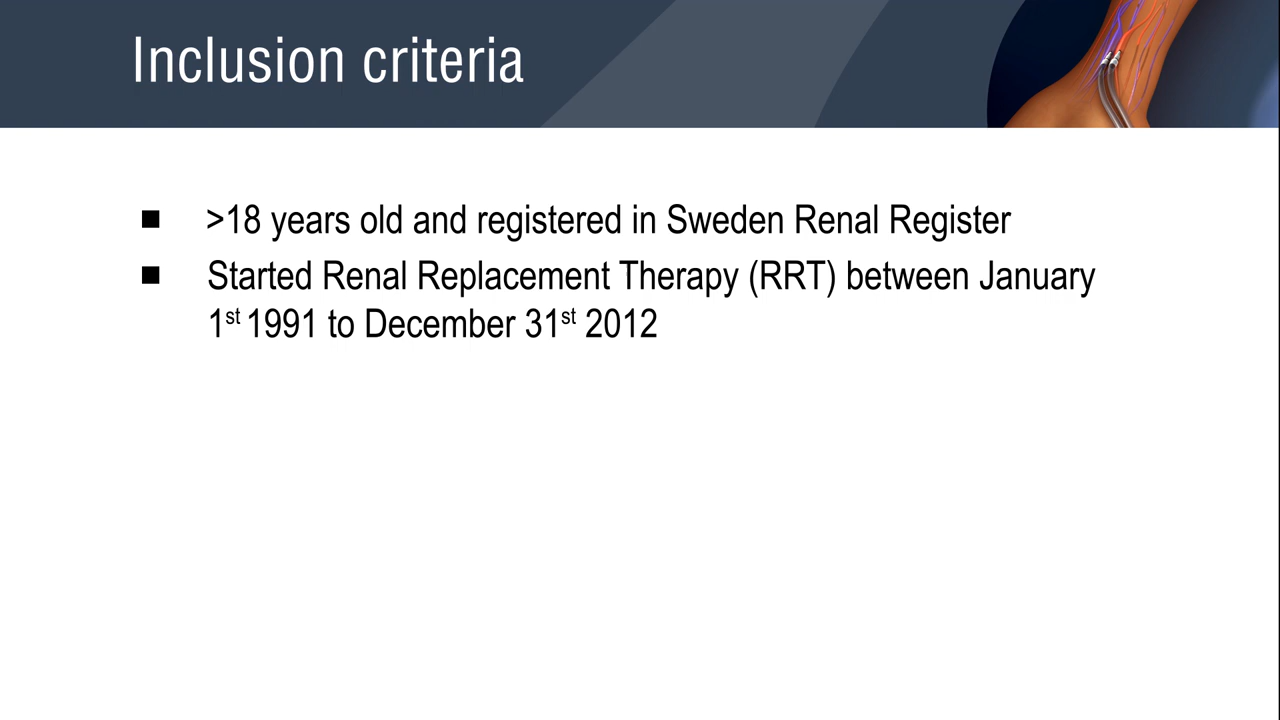 Inclusion criteria
■ >18 years old and registered in Sweden Renal Register
■ Started Renal Replacement Therapy (RRT) between January
1st 1991 to December 31st 2012